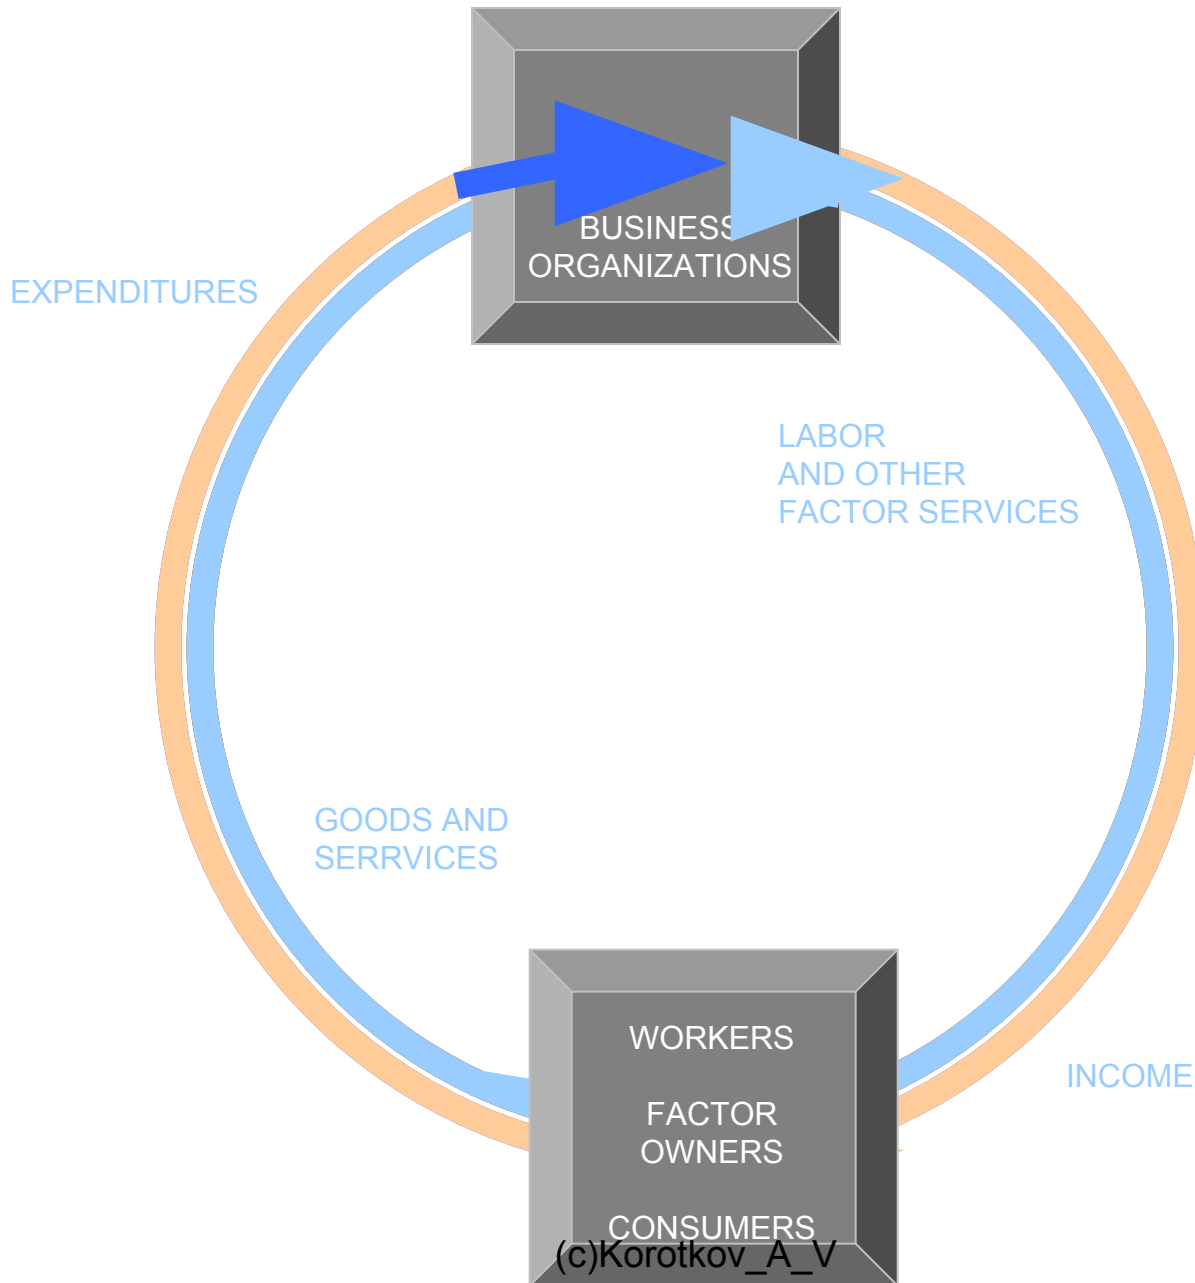 BUSINESS
ORGANIZATIONS
EXPENDITURES
LABOR
AND OTHER
FACTOR SERVICES
GOODS AND
SERRVICES
WORKERS
FACTOR
OWNERS
CONSUMERS
INCOME
(c)Korotkov_A_V